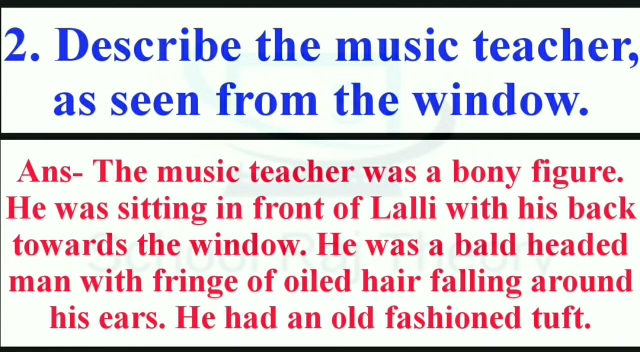 2. Describe the music teacher,
as seen from the window.
Ans- The music teacher was a bony figure.
He was sitting in front of Lalli with his back
towards the window. He was a bald headed
man with fringe of oiled hair falling around
his ears. He had an old fashioned tuft.